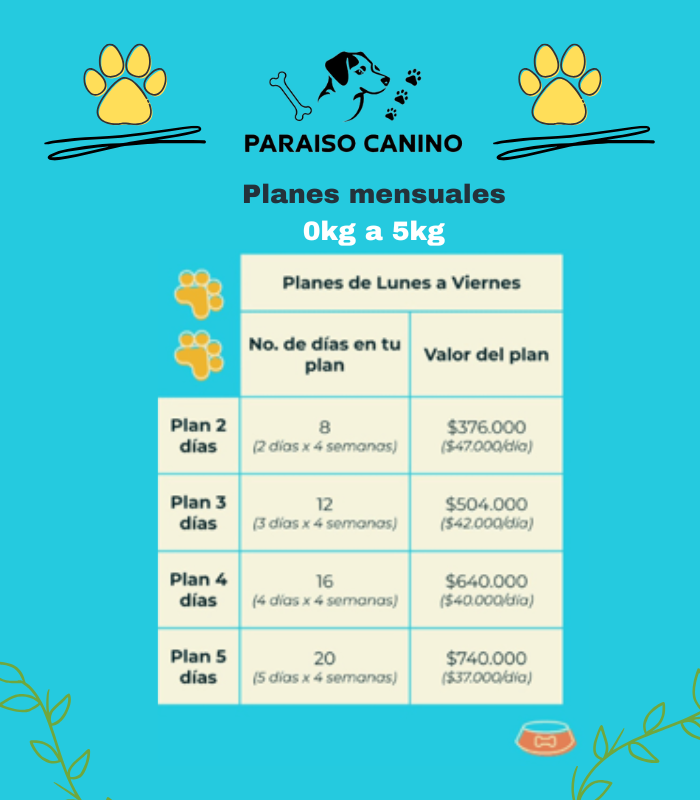 PARAISO CANINO
Planes mensuales
0kg a 5kg
Planes de Lunes a Viernes
No. de días en tu
plan
Valor del plan
Plan 2
días
8
(2 días x 4 semanas)
$376.000
($47.000/día)
Plan 3
días
12
(3 días x 4 semanas)
$504.000
($42.000/día)
Plan 4
días
16
(4 días x 4 semanas)
$640.000
($40.000/día)
Plan 5
días
20
(5 días x 4 semanas)
$740.000
($37.000/día)